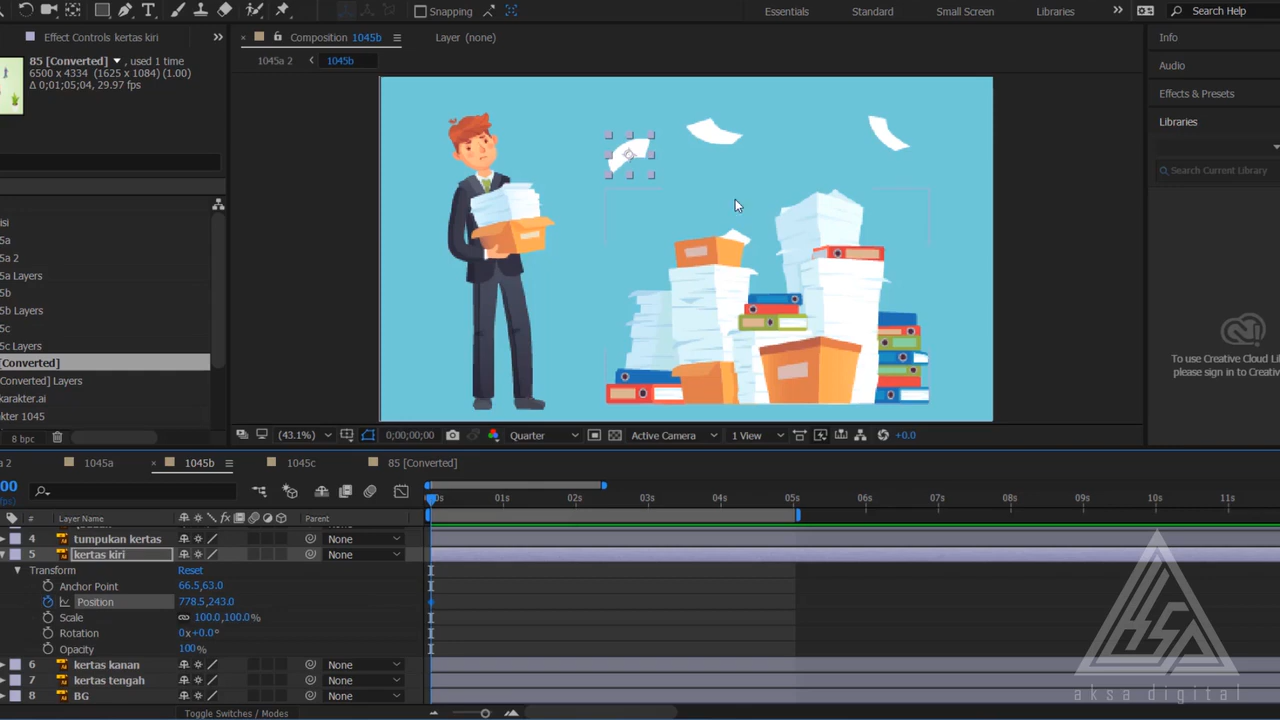 Snapping
Essentials
Standard
Small Screen
Libraries
Search Help
Effect Controls kertas kiri
Composition 1045b
Layer (none)
Info
85 [Converted] , used 1 time
6500 x 4334 (1625 x 1084) (1.00)
Δ 0;01;05;04, 29.97 fps
1045a 2
1045b
Audio
Effects & Presets
Libraries
Search Current Library
isi
5a
5a 2
5a Layers
5b
5b Layers
5c
5c Layers
[Converted]
[Converted] Layers
karakter.ai
kter 1045
8 bpc
To use Creative Cloud Li
please sign in to Creativ
(43.1%)
0;00;00;00
Quarter
Active Camera
1 View
+0.0
a 2
1045a
1045b
1045c
85 [Converted]
:00
fps)
0s
01s
02s
03s
04s
05s
06s
07s
08s
09s
10s
11s
#
Layer Name
fx
Parent
4 tumpukan kertas None
5 kertas kiri None
Transform Reset
Anchor Point 66.5,63.0
Position 778.5,243.0
Scale 100.0,100.0%
Rotation 0x+0.0°
Opacity 100%
6 kertas kanan None
7 kertas tengah None
8 BG None
Toggle Switches / Modes
aksa digital